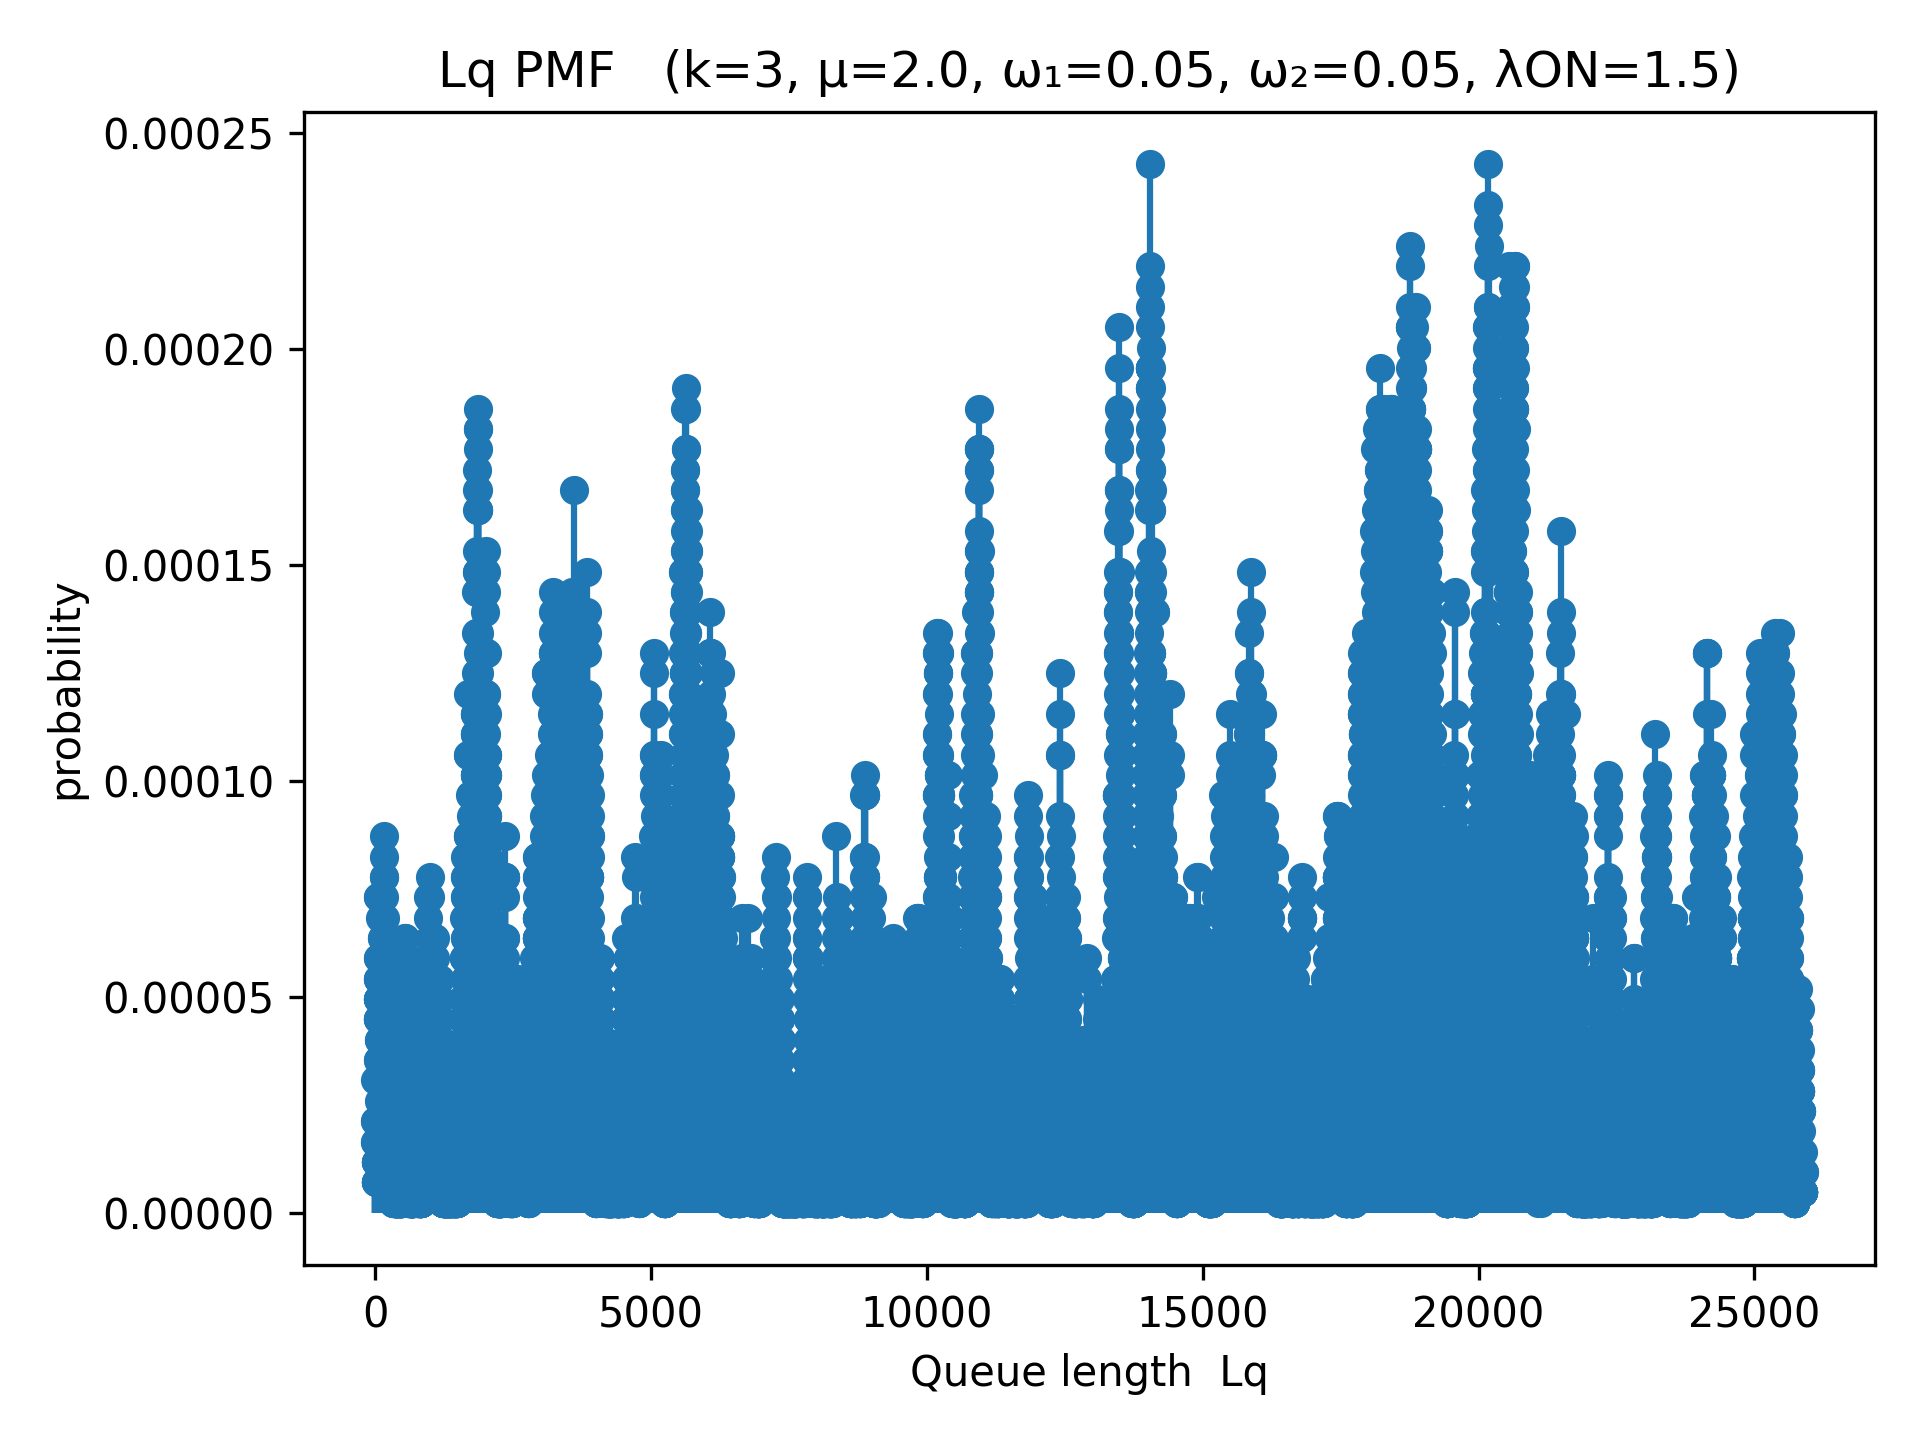 Lq PMF   (k=3, μ=2.0, ω₁=0.05, ω₂=0.05, λON=1.5)
probability
0.00025
0.00020
0.00015
0.00010
0.00005
0.00000
0 5000 10000 15000 20000 25000
Queue length  Lq